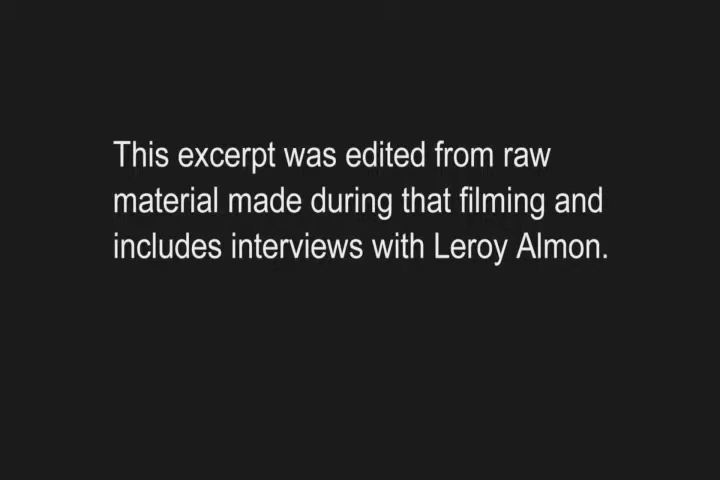 This excerpt was edited from raw
material made during that filming and
includes interviews with Leroy Almon.